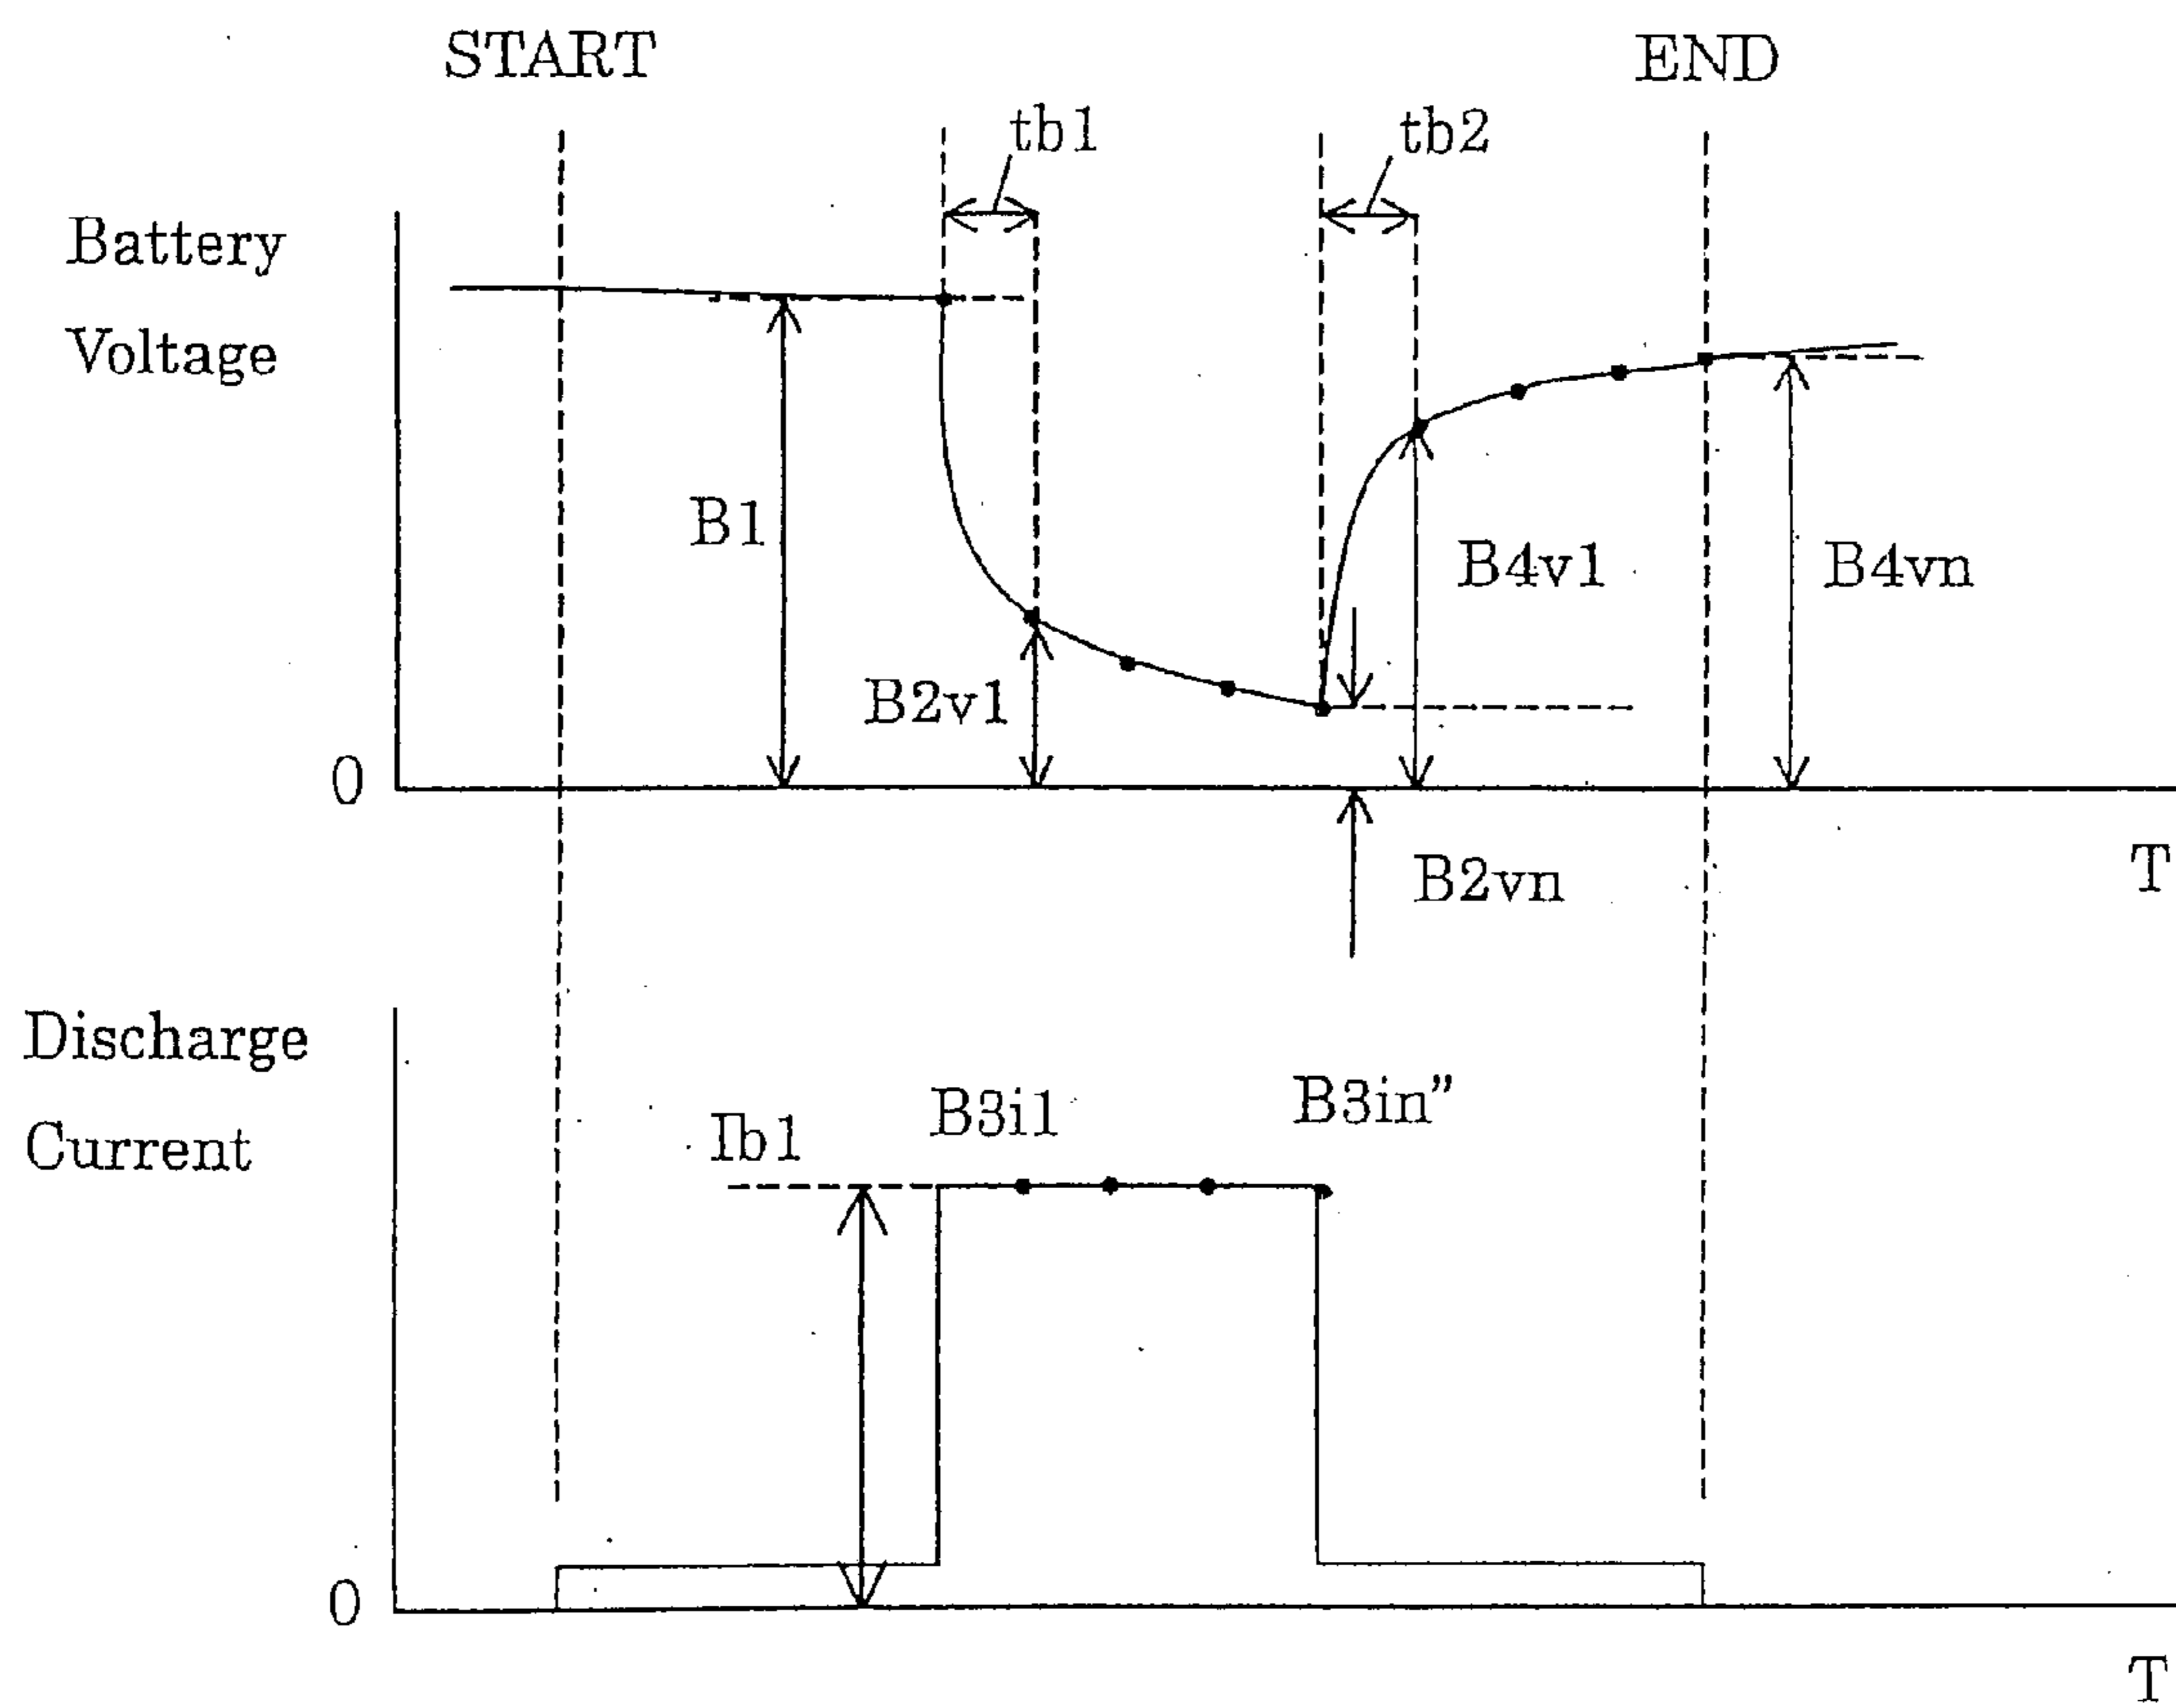 START
END
tb1
tb2
Battery
Voltage
B1
B2v1
B4v1
B4vn
0
T
B2vn
Discharge
Current
Ib1
B3i1
B3in”
0
T